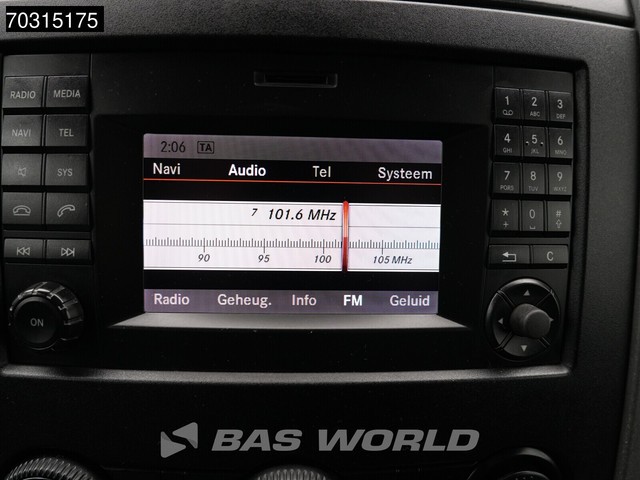 70315175
RADIO MEDIA
NAVI TEL
SYS
ON
2:06 TA
Navi Audio Tel Systeem
7 101.6 MHz
90 95 100 105 MHz
Radio Geheug. Info FM Geluid
1 QLD 2 ABC 3 DEF
4 GHI 5 JKL 6 MNO
7 PQRS 8 TUV 9 WXYZ
* + 0 #
C
BAS WORLD